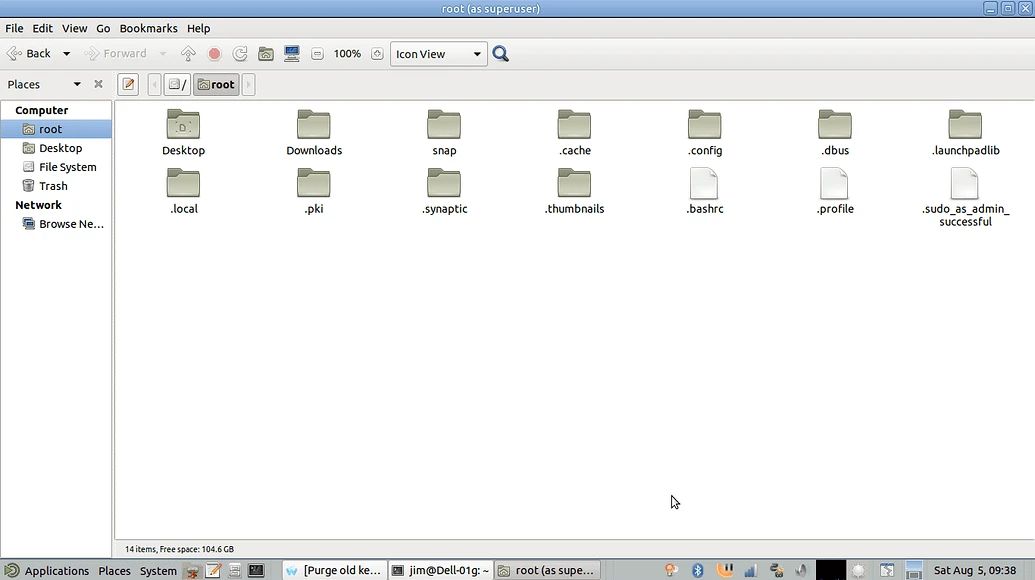 root (as superuser)
File Edit View Go Bookmarks Help
Back Forward 100% Icon View
Places / root
Computer
root
Desktop
File System
Trash
Network
Browse Ne...
Desktop Downloads snap .cache .config .dbus .launchpadlib
.local .pki .synaptic .thumbnails .bashrc .profile .sudo_as_admin_
successful
14 items, Free space: 104.6 GB
Applications Places System [Purge old ke... jim@Dell-01g: ~ root (as supe... Sat Aug 5, 09:38